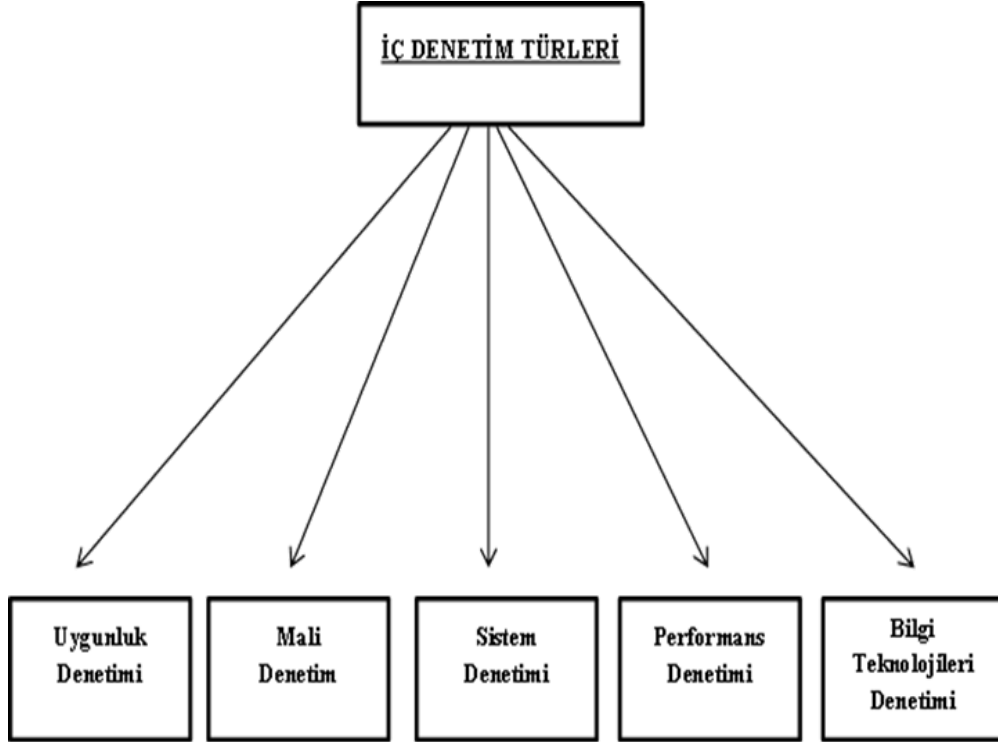 İÇ DENETİM TÜRLERİ
Uygunluk
Denetimi
Mali
Denetim
Sistem
Denetimi
Performans
Denetimi
Bilgi
Teknolojileri
Denetimi